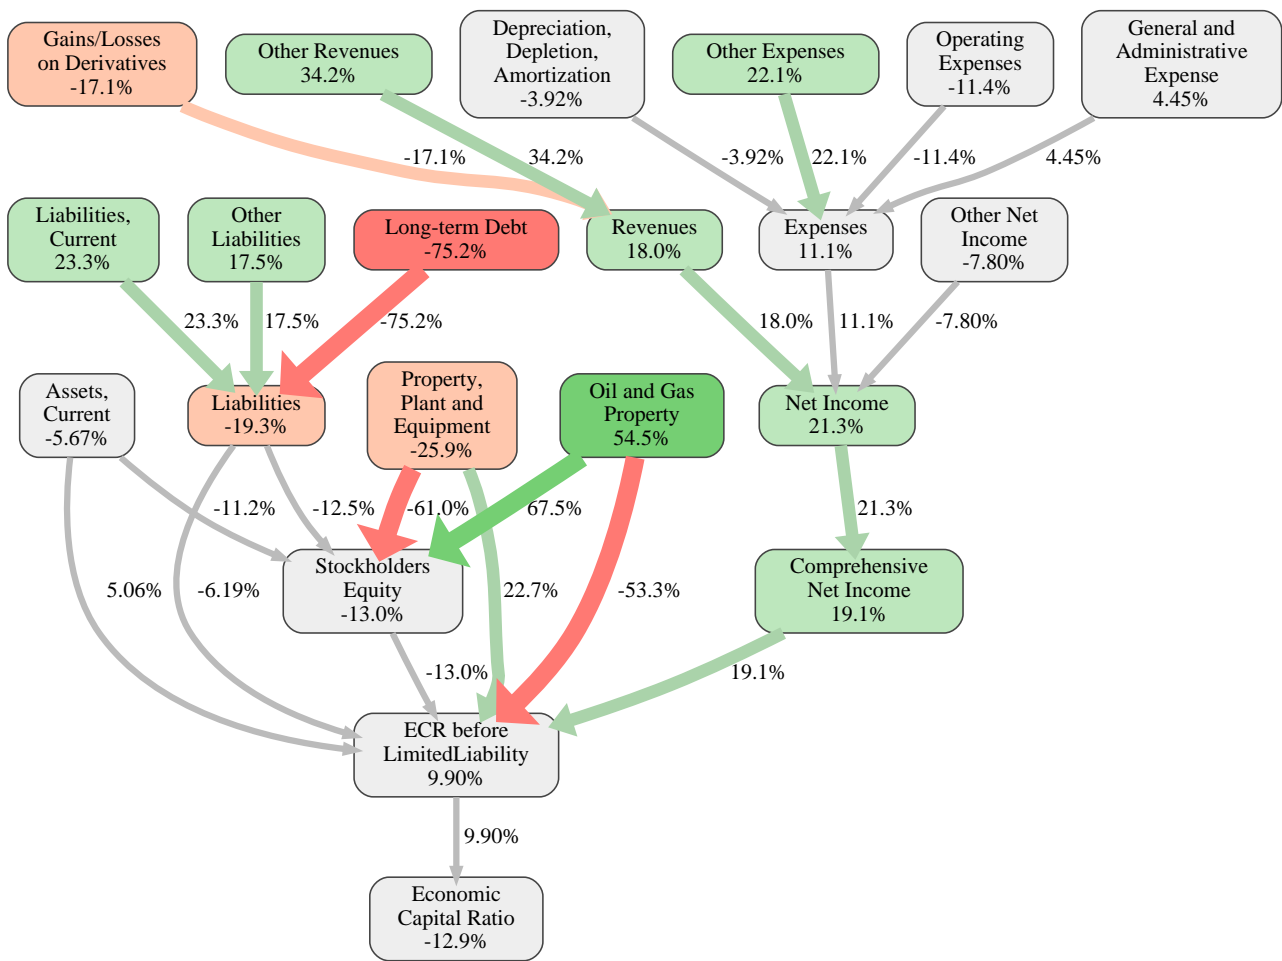 Gains/Losses
on Derivatives
-17.1%
Other Revenues
34.2%
Depreciation,
Depletion,
Amortization
-3.92%
Other Expenses
22.1%
Operating
Expenses
-11.4%
General and
Administrative
Expense
4.45%
-17.1%
34.2%
-3.92%
22.1%
-11.4%
4.45%
Liabilities,
Current
23.3%
Other
Liabilities
17.5%
Long-term Debt
-75.2%
Revenues
18.0%
Expenses
11.1%
Other Net
Income
-7.80%
23.3%
17.5%
-75.2%
18.0%
11.1%
-7.80%
Assets,
Current
-5.67%
Liabilities
-19.3%
Property,
Plant and
Equipment
-25.9%
Oil and Gas
Property
54.5%
Net Income
21.3%
-11.2%
-12.5%
-61.0%
67.5%
21.3%
5.06%
-6.19%
Stockholders
Equity
-13.0%
22.7%
-53.3%
Comprehensive
Net Income
19.1%
-13.0%
19.1%
ECR before
LimitedLiability
9.90%
9.90%
Economic
Capital Ratio
-12.9%